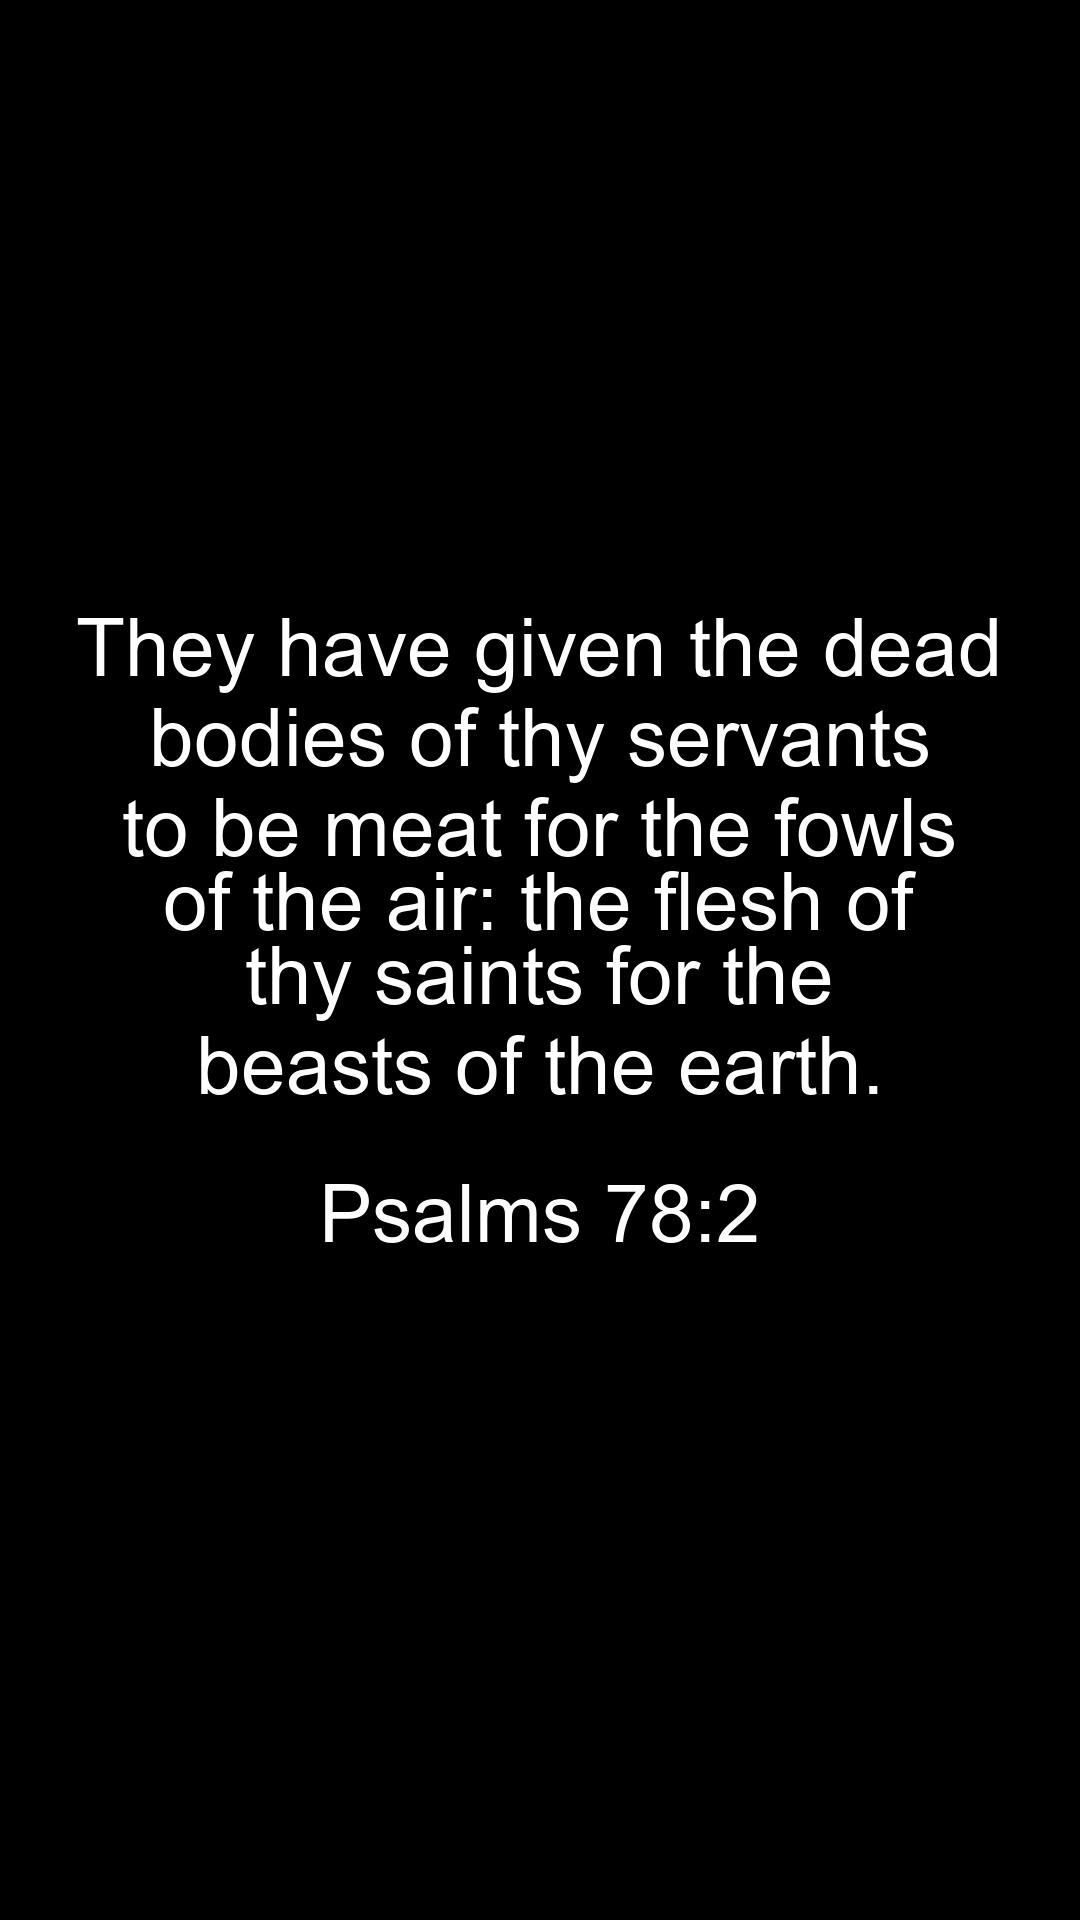 They have given the dead
bodies of thy servants
to be meat for the fowls
of the air: the flesh of
thy saints for the
beasts of the earth.
Psalms 78:2